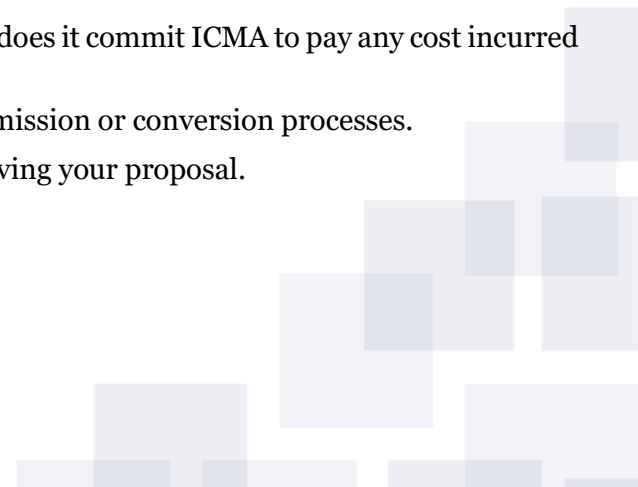 does it commit ICMA to pay any cost incurred
mission or conversion processes.
ving your proposal.